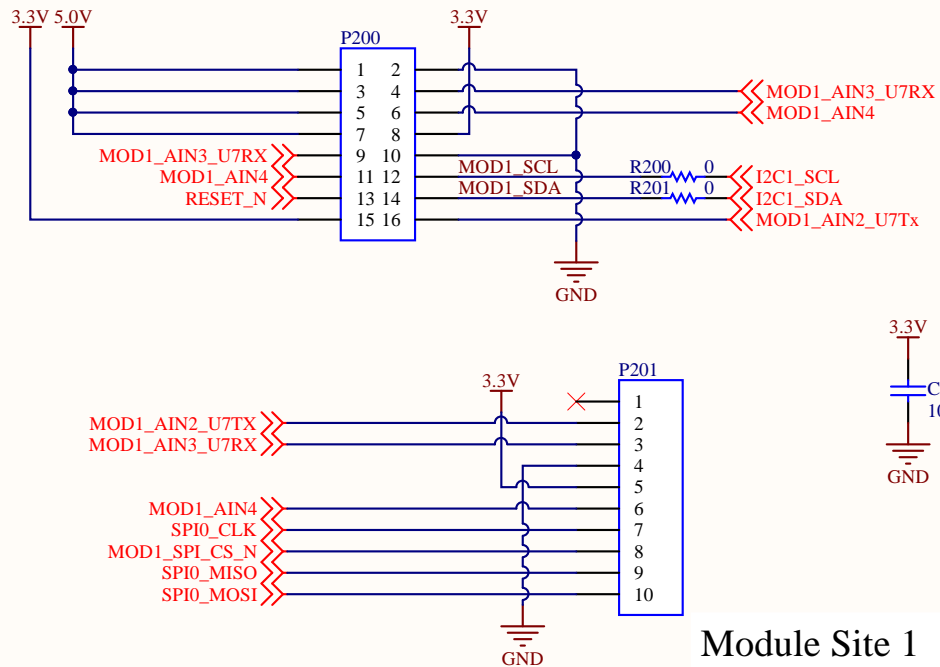 3.3V 5.0V 3.3V
P200
1 2
3 4 MOD1_AIN3_U7RX
5 6 MOD1_AIN4
7 8
MOD1_AIN3_U7RX 9 10
MOD1_AIN4 11 12 MOD1_SCL R200 0 I2C1_SCL
RESET_N 13 14 MOD1_SDA R201 0 I2C1_SDA
15 16 MOD1_AIN2_U7Tx
GND
3.3V
P201
3.3V
1
MOD1_AIN2_U7TX 2
MOD1_AIN3_U7RX 3
4
5
MOD1_AIN4 6
SPI0_CLK 7
MOD1_SPI_CS_N 8
SPI0_MISO 9
SPI0_MOSI 10
GND
C
10
GND
Module Site 1